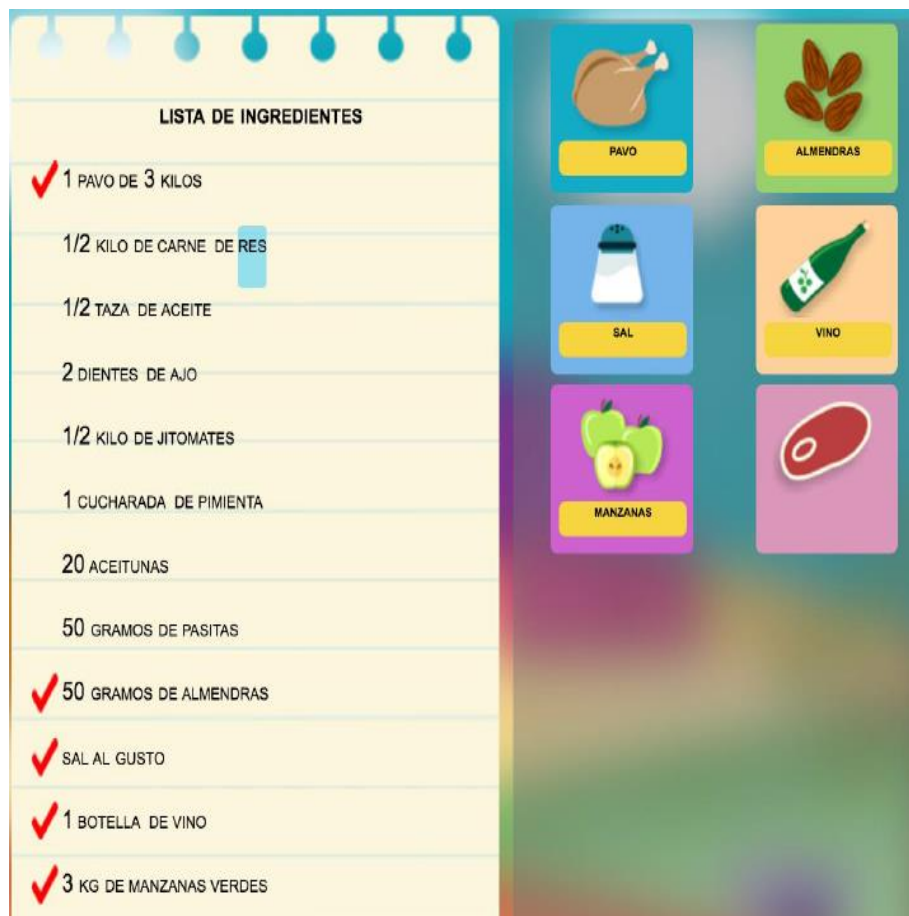 LISTA DE INGREDIENTES
1 PAVO DE 3 KILOS
1/2 KILO DE CARNE DE RES
1/2 TAZA DE ACEITE
2 DIENTES DE AJO
1/2 KILO DE JITOMATES
1 CUCHARADA DE PIMIENTA
20 ACEITUNAS
50 GRAMOS DE PASITAS
50 GRAMOS DE ALMENDRAS
SAL AL GUSTO
1 BOTELLA DE VINO
3 KG DE MANZANAS VERDES
PAVO
ALMENDRAS
SAL
VINO
MANZANAS